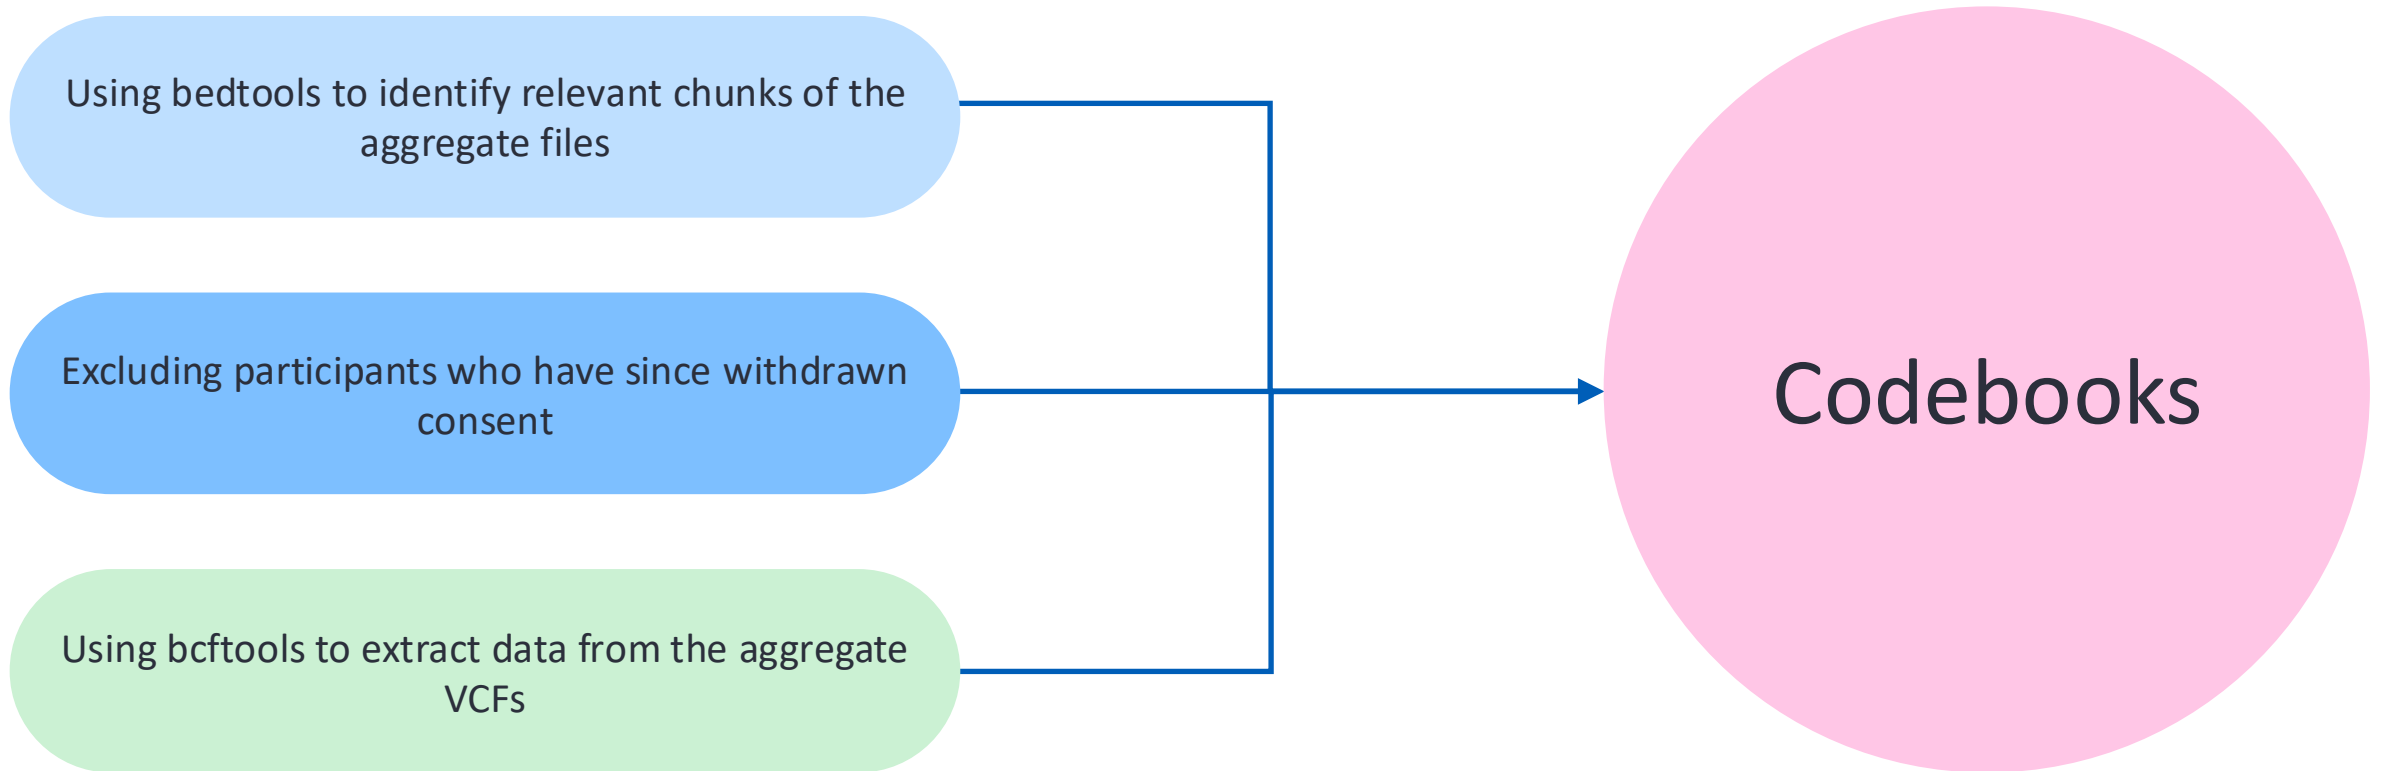 Using bedtools to identify relevant chunks of the
aggregate files
Excluding participants who have since withdrawn
consent
Using bcftools to extract data from the aggregate
VCFs
Codebooks